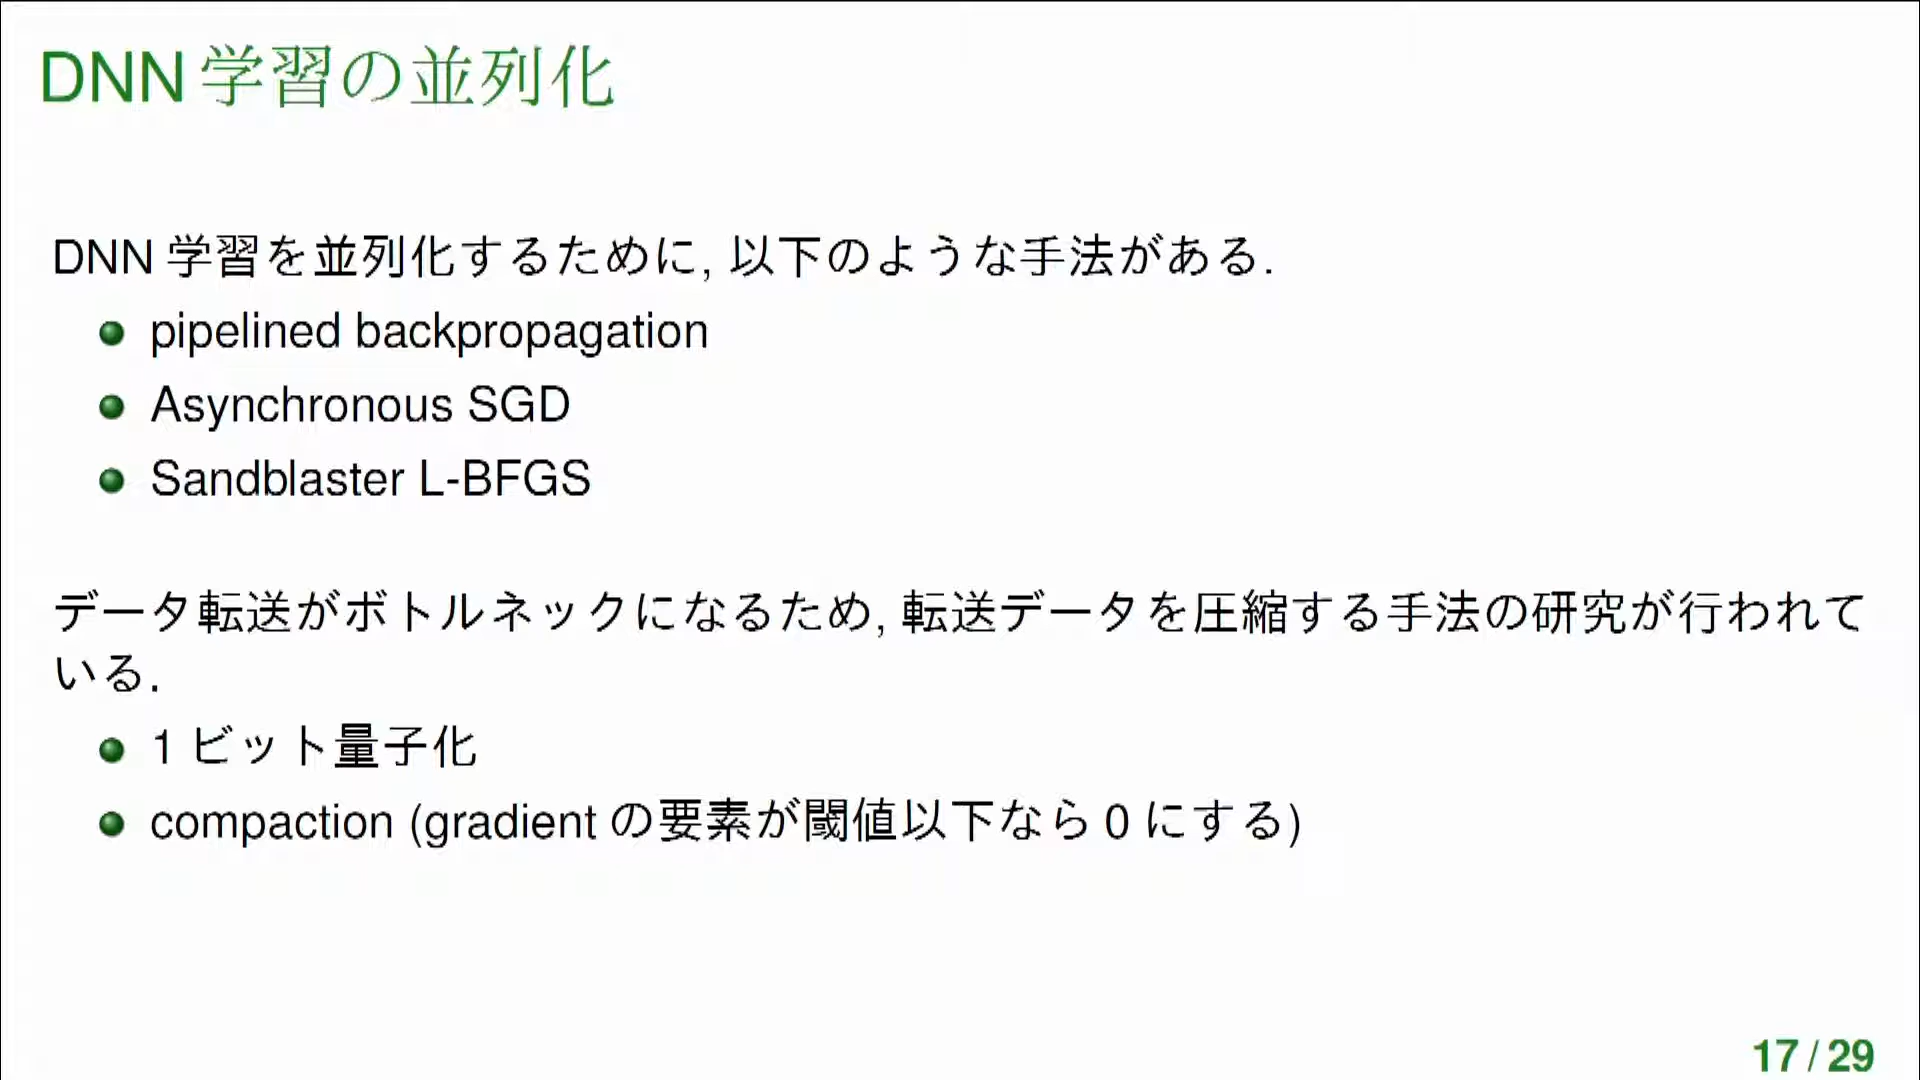 DNN 学習の並列化
DNN 学習を並列化するために, 以下のような手法がある.
pipelined backpropagation
Asynchronous SGD
Sandblaster L-BFGS
データ転送がボトルネックになるため, 転送データを圧縮する手法の研究が行われて
いる.
1 ビット量子化
compaction (gradient の要素が閾値以下なら 0 にする)
17 / 29